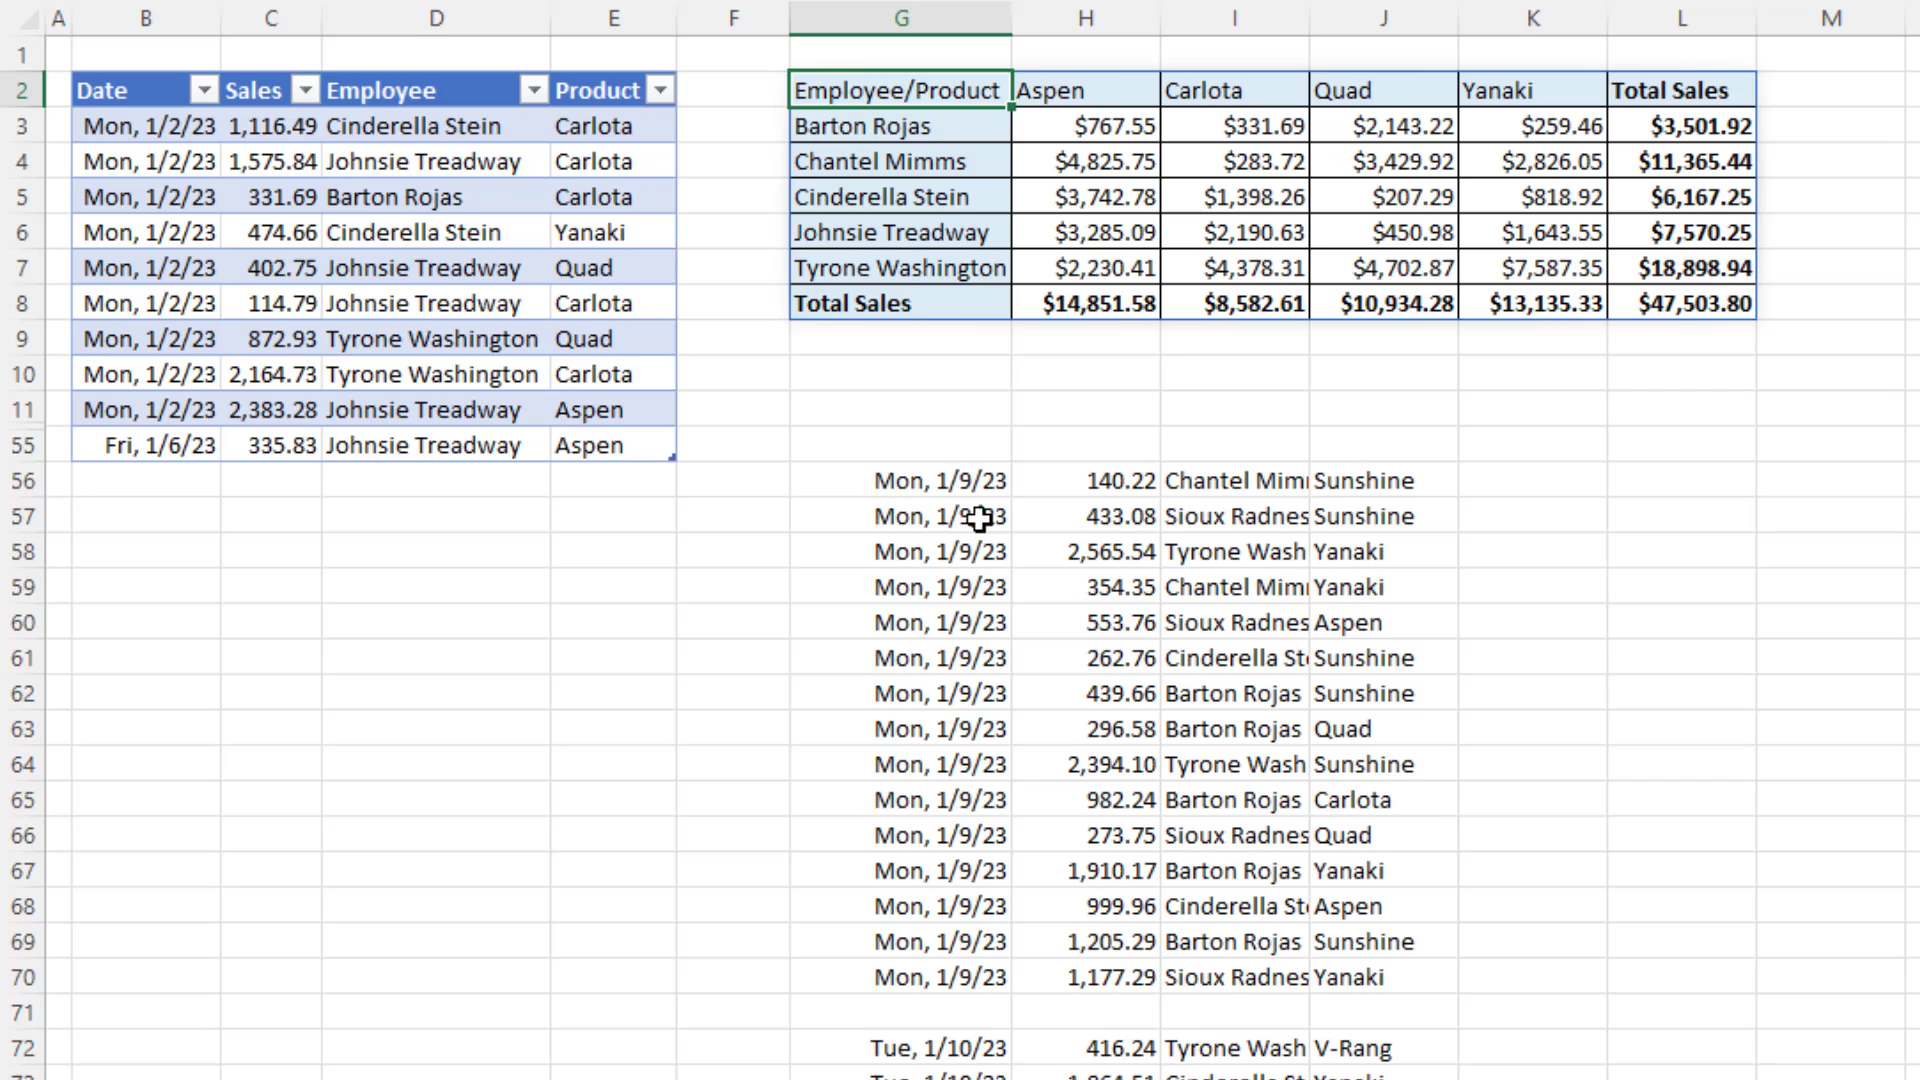 A B C D E F G H I J K L M
1
2 Date Sales Employee Product Employee/Product Aspen Carlota Quad Yanaki Total Sales
3 Mon, 1/2/23 1,116.49 Cinderella Stein Carlota Barton Rojas $767.55 $331.69 $2,143.22 $259.46 $3,501.92
4 Mon, 1/2/23 1,575.84 Johnsie Treadway Carlota Chantel Mimms $4,825.75 $283.72 $3,429.92 $2,826.05 $11,365.44
5 Mon, 1/2/23 331.69 Barton Rojas Carlota Cinderella Stein $3,742.78 $1,398.26 $207.29 $818.92 $6,167.25
6 Mon, 1/2/23 474.66 Cinderella Stein Yanaki Johnsie Treadway $3,285.09 $2,190.63 $450.98 $1,643.55 $7,570.25
7 Mon, 1/2/23 402.75 Johnsie Treadway Quad Tyrone Washington $2,230.41 $4,378.31 $4,702.87 $7,587.35 $18,898.94
8 Mon, 1/2/23 114.79 Johnsie Treadway Carlota Total Sales $14,851.58 $8,582.61 $10,934.28 $13,135.33 $47,503.80
9 Mon, 1/2/23 872.93 Tyrone Washington Quad
10 Mon, 1/2/23 2,164.73 Tyrone Washington Carlota
11 Mon, 1/2/23 2,383.28 Johnsie Treadway Aspen
55 Fri, 1/6/23 335.83 Johnsie Treadway Aspen
56 Mon, 1/9/23 140.22 Chantel Mim Sunshine
57 Mon, 433.08 Sioux Radnes Sunshine
58 Mon, 1/9/23 2,565.54 Tyrone Wash Yanaki
59 Mon, 1/9/23 354.35 Chantel Mim Yanaki
60 Mon, 1/9/23 553.76 Sioux Radnes Aspen
61 Mon, 1/9/23 262.76 Cinderella St Sunshine
62 Mon, 1/9/23 439.66 Barton Rojas Sunshine
63 Mon, 1/9/23 296.58 Barton Rojas Quad
64 Mon, 1/9/23 2,394.10 Tyrone Wash Sunshine
65 Mon, 1/9/23 982.24 Barton Rojas Carlota
66 Mon, 1/9/23 273.75 Sioux Radnes Quad
67 Mon, 1/9/23 1,910.17 Barton Rojas Yanaki
68 Mon, 1/9/23 999.96 Cinderella St Aspen
69 Mon, 1/9/23 1,205.29 Barton Rojas Sunshine
70 Mon, 1/9/23 1,177.29 Sioux Radnes Yanaki
71
72 Tue, 1/10/23 416.24 Tyrone Wash V-Rang